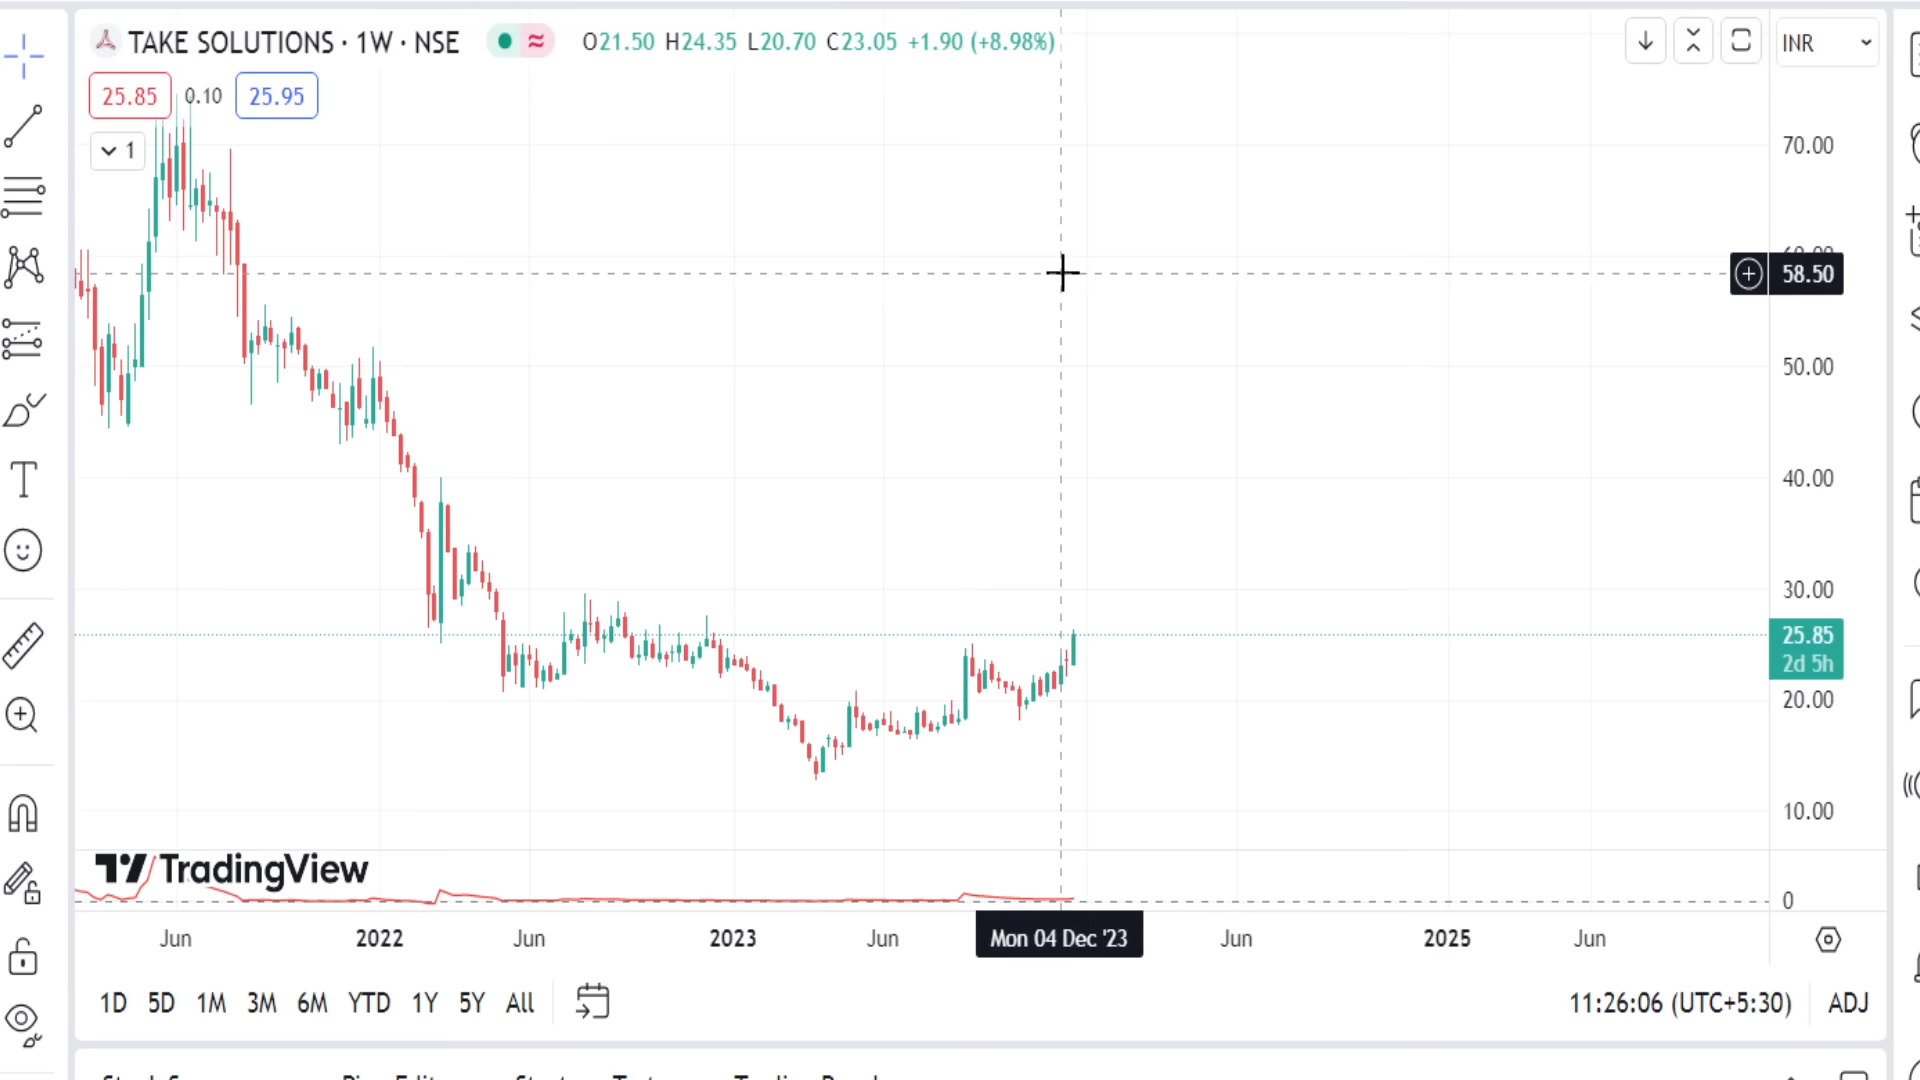 TAKE SOLUTIONS · 1W · NSE
O21.50 H24.35 L20.70 C23.05 +1.90 (+8.98%)
INR
25.85 0.10 25.95
1
70.00
58.50
50.00
40.00
30.00
25.85
2d 5h
20.00
10.00
TradingView
0
Jun 2022 Jun 2023 Jun Mon 04 Dec '23 Jun 2025 Jun
1D 5D 1M 3M 6M YTD 1Y 5Y All
11:26:06 (UTC+5:30) ADJ